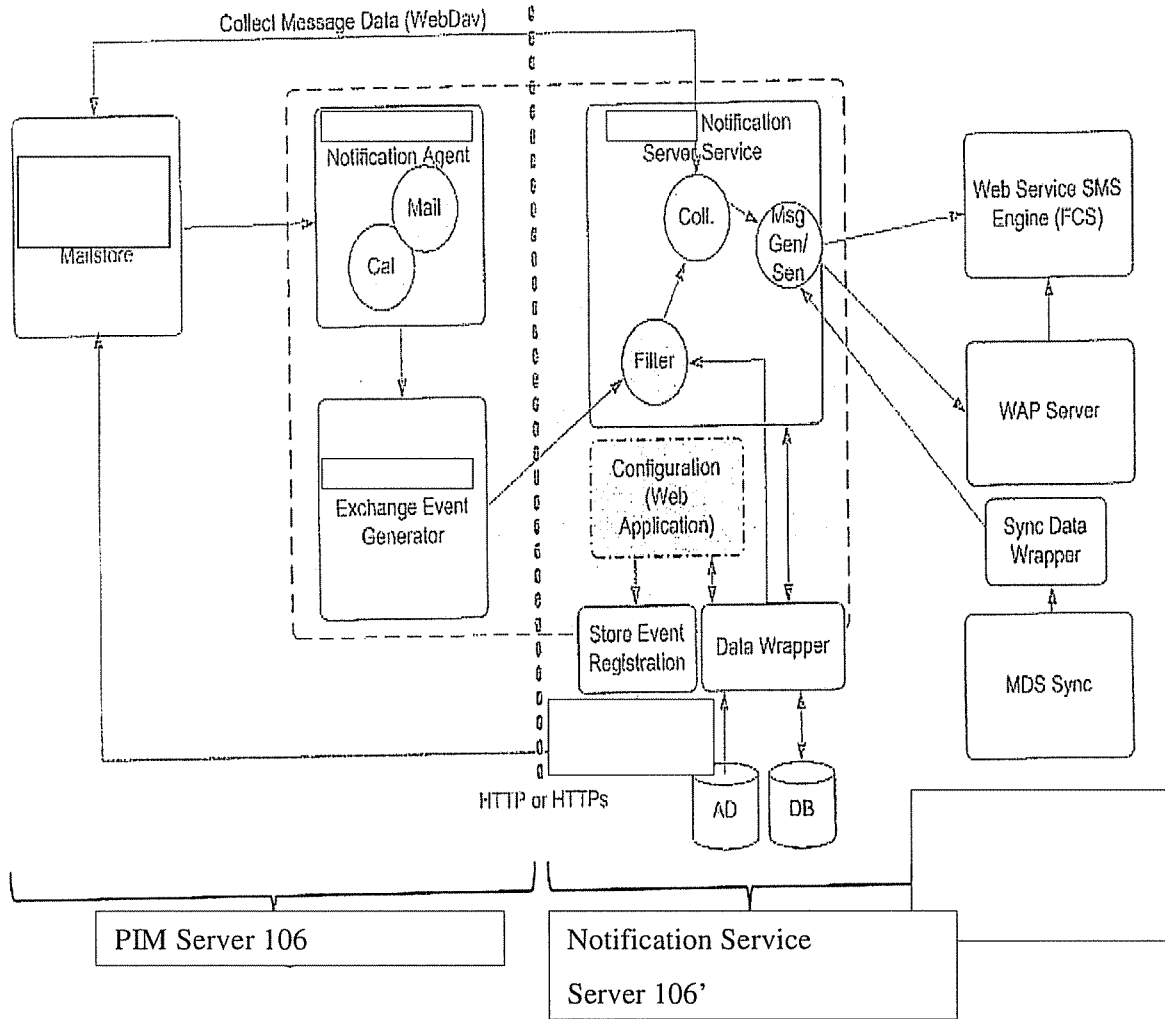 Collect Message Data (WebDav)
Mailstore
Notification Agent
Mail
Cal
Exchange Event
Generator
Notification
Server Service
Coll.
Msg
Gen/
Sen
Filter
Configuration
(Web
Application)
Store Event
Registration
Data Wrapper
AD
DB
HTTP or HTTPs
Web Service SMS
Engine (FCS)
WAP Server
Sync Data
Wrapper
MDS Sync
PIM Server 106
Notification Service
Server 106’